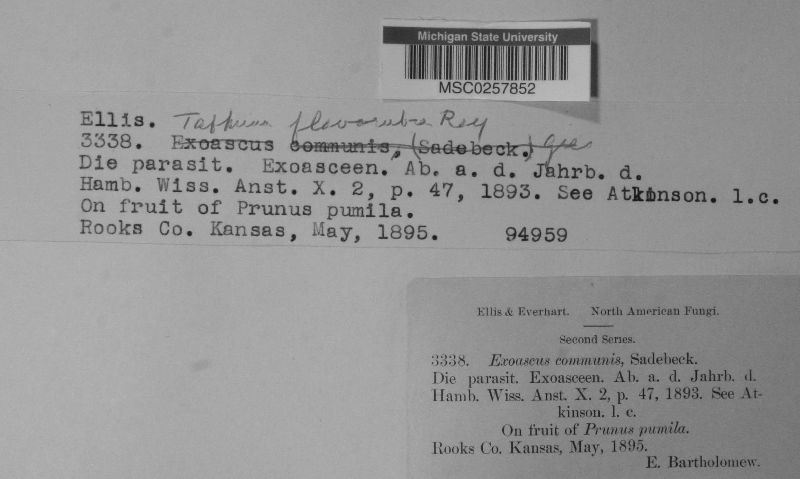 Michigan State University
MSC0257852
Ellis. Taphrina flavorubra Ray
3338. Exoascus communis, (Sadebeck.)
Die parasit. Exoasceen. Ab. a. d. Jahrb. d.
Hamb. Wiss. Anst. X. 2, p. 47, 1893. See Atkinson. l.c.
On fruit of Prunus pumila.
Rooks Co. Kansas, May, 1895. 94959
Ellis & Everhart. North American Fungi.
Second Series.
3338. Exoascus communis, Sadebeck.
Die parasit. Exoasceen. Ab. a. d. Jahrb. d.
Hamb. Wiss. Anst. X. 2, p. 47, 1893. See At-
kinson. l. c.
On fruit of Prunus pumila.
Rooks Co. Kansas, May, 1895.
E. Bartholomew.